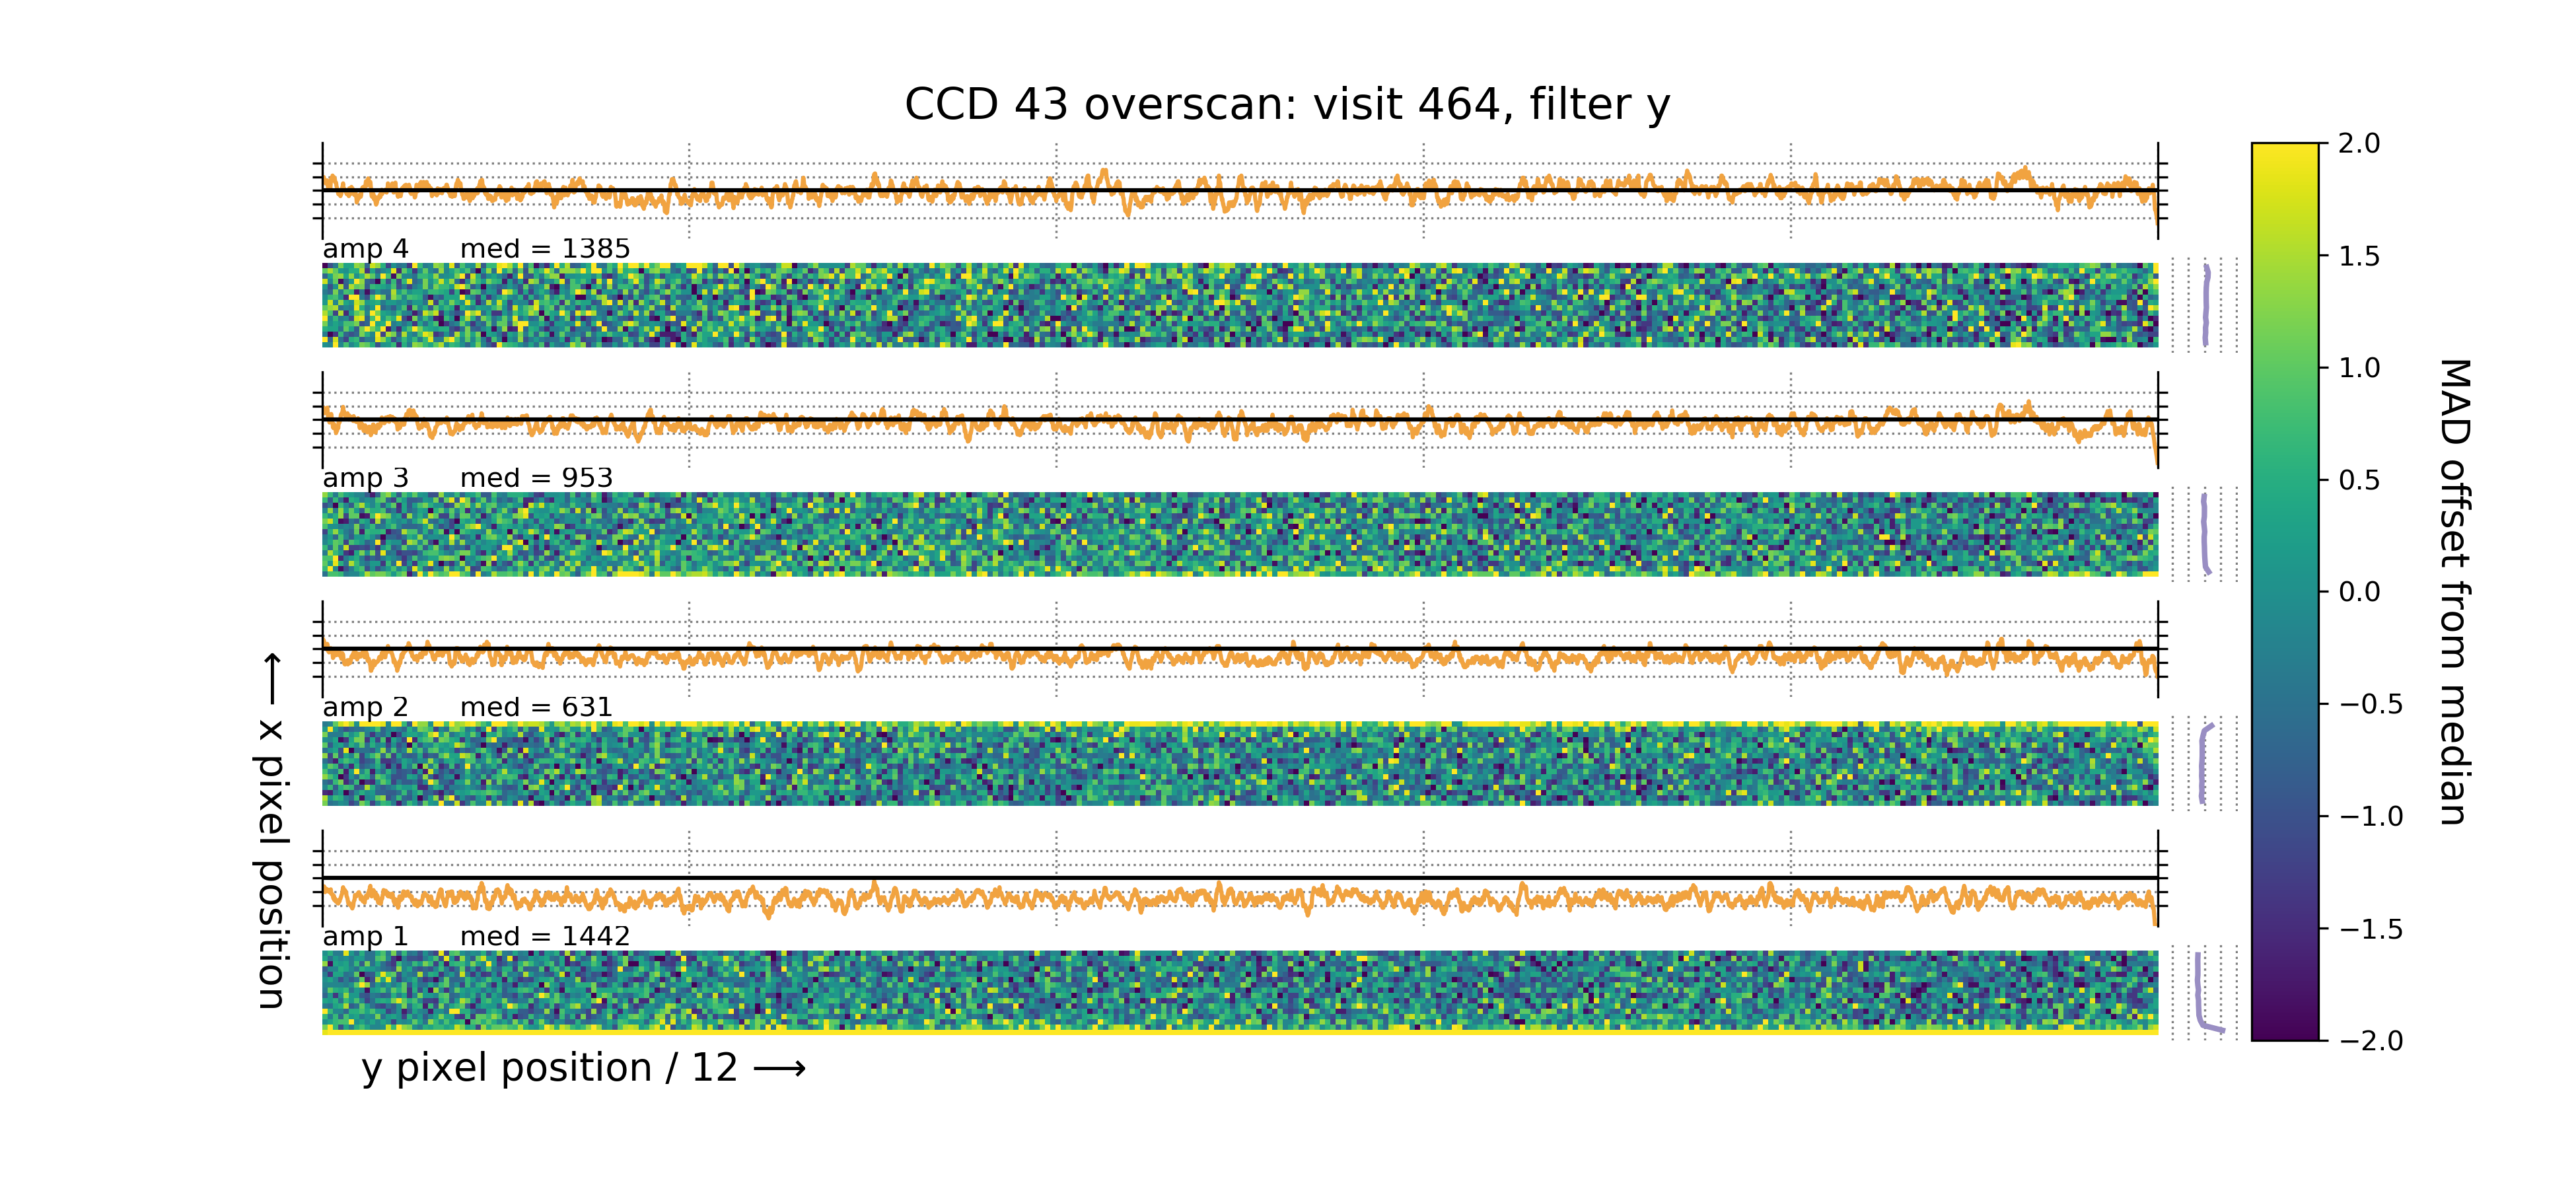 CCD 43 overscan: visit 464, filter y
amp 4 med = 1385
amp 3 med = 953
amp 2 med = 631
amp 1 med = 1442
x pixel position ⟶
y pixel position / 12 ⟶
2.0
1.5
1.0
0.5
0.0
−0.5
−1.0
−1.5
−2.0
MAD offset from median